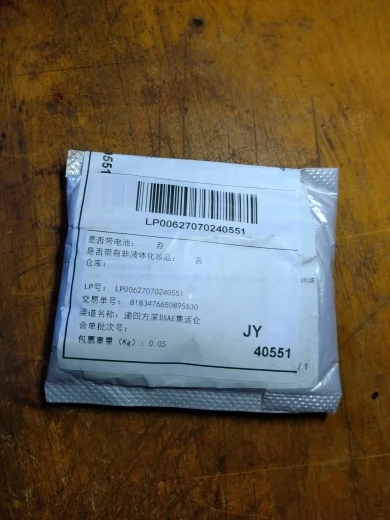 0551
LP00627070240551
是否带电池: 否
是否带有非液体化妆品: 否
仓库:
LP号: LP00627070240551
交易单号: 8183476650895630
渠道名称: 递四方深圳AE集运仓
合单批次号:
包裹重量 (Kg): 0.05
JY
40551
/ 1